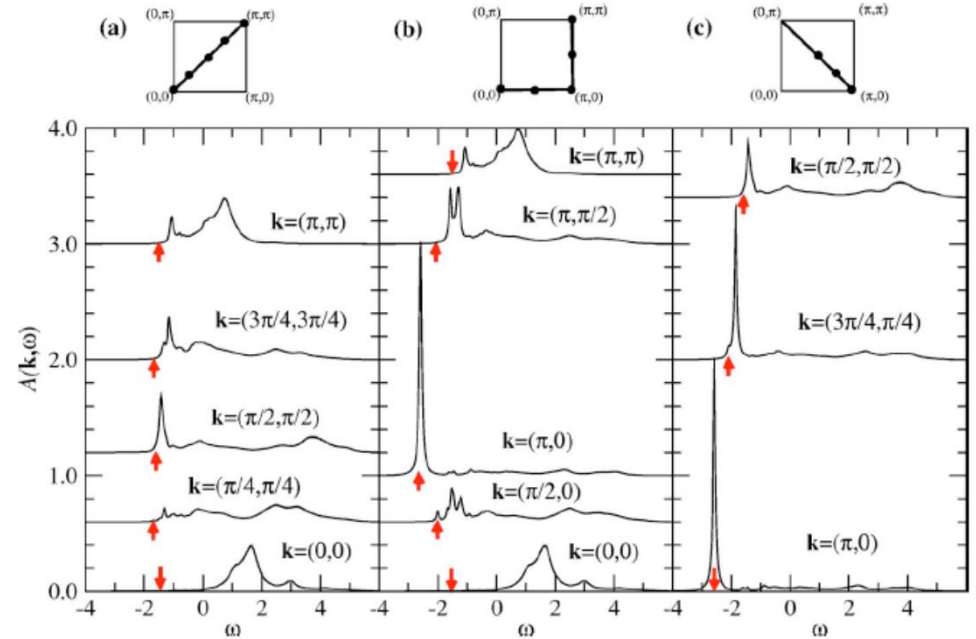 (a)
(0,π)
(π,π)
(0,0)
(π,0)
(b)
(0,π)
(π,π)
(0,0)
(π,0)
(c)
(0,π)
(π,π)
(0,0)
(π,0)
A(k,ω)
4.0
3.0
2.0
1.0
0.0
k=(π,π)
k=(3π/4,3π/4)
k=(π/2,π/2)
k=(π/4,π/4)
k=(0,0)
-4 -2 0 2 4
ω
k=(π,π)
k=(π,π/2)
k=(π,0)
k=(π/2,0)
k=(0,0)
-4 -2 0 2 4
ω
k=(π/2,π/2)
k=(3π/4,π/4)
k=(π,0)
-4 -2 0 2 4
ω